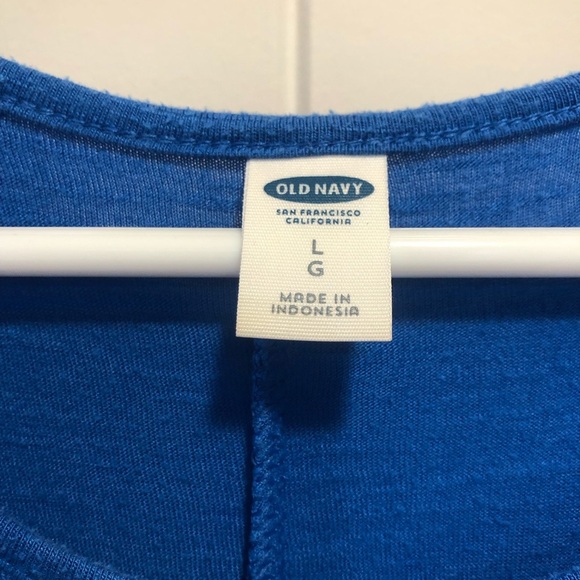 OLD NAVY
SAN FRANCISCO
CALIFORNIA
L
G
MADE IN
INDONESIA